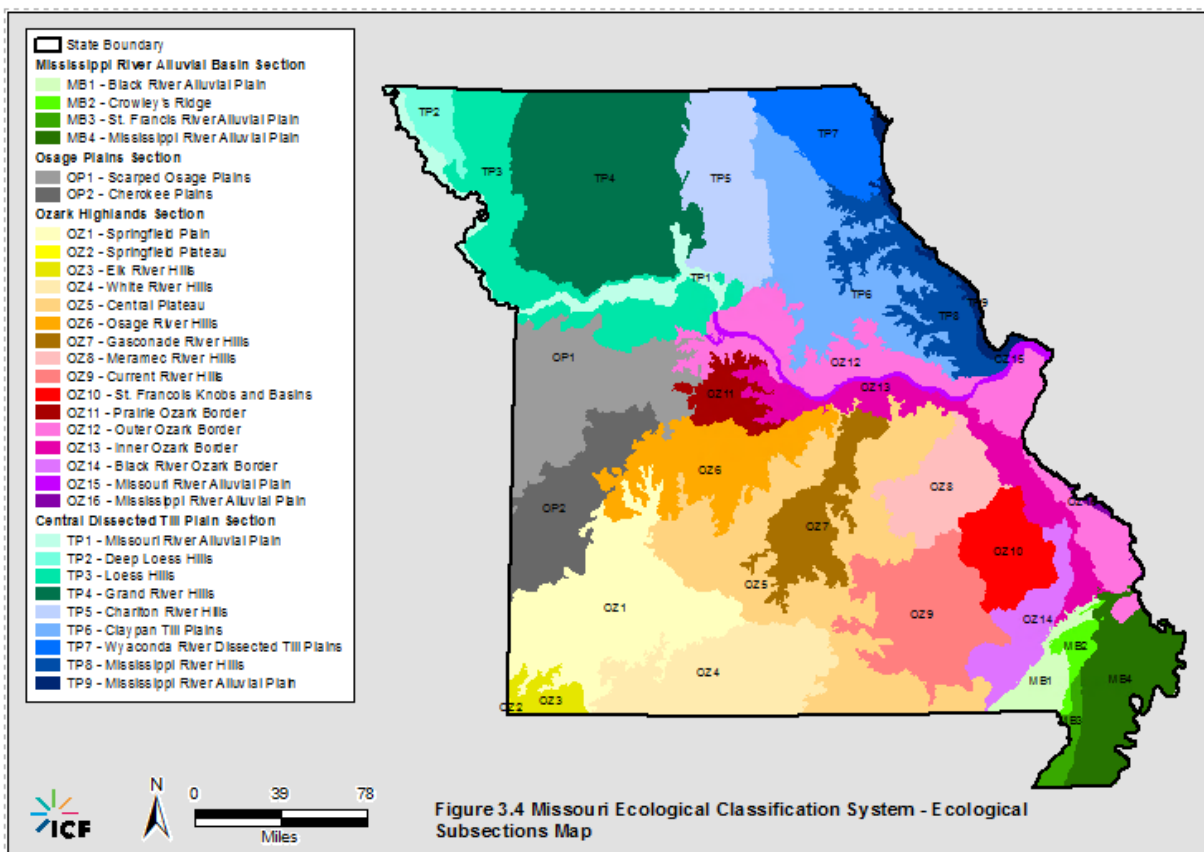 State Boundary
Mississippi River Alluvial Basin Section
MB1 - Black River Alluvial Plain
MB2 - Crowley's Ridge
MB3 - St. Francis River Alluvial Plain
MB4 - Mississippi River Alluvial Plain
Osage Plains Section
OP1 - Scarped Osage Plains
OP2 - Cherokee Plains
Ozark Highlands Section
OZ1 - Springfield Plain
OZ2 - Springfield Plateau
OZ3 - Elk River Hills
OZ4 - White River Hills
OZ5 - Central Plateau
OZ6 - Osage River Hills
OZ7 - Gasconade River Hills
OZ8 - Meramec River Hills
OZ9 - Current River Hills
OZ10 - St. Francois Knobs and Basins
OZ11 - Prairie Ozark Border
OZ12 - Outer Ozark Border
OZ13 - Inner Ozark Border
OZ14 - Black River Ozark Border
OZ15 - Missouri River Alluvial Plain
OZ16 - Mississippi River Alluvial Plain
Central Dissected Till Plain Section
TP1 - Missouri River Alluvial Plain
TP2 - Deep Loess Hills
TP3 - Loess Hills
TP4 - Grand River Hills
TP5 - Chariton River Hills
TP6 - Claypan Till Plains
TP7 - Wyaconda River Dissected Till Plains
TP8 - Mississippi River Hills
TP9 - Mississippi River Alluvial Plain
TP2
TP7
TP3
TP4
TP5
TP1
TP6
TP9
TP8
OP1
OZ12
OZ15
OZ13
OZ11
OZ6
OZ8
OP2
OZ7
OZ10
OZ5
OZ1
OZ9
OZ14
MB2
OZ4
MB1
MB4
OZ2
OZ3
MB3
ICF
N
0 39 78
Miles
Figure 3.4 Missouri Ecological Classification System - Ecological
Subsections Map